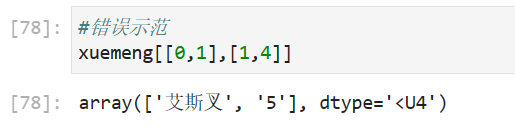 [78]: #错误示范
xuemeng[[0,1],[1,4]]
[78]: array(['艾斯叉', '5'], dtype='<U4')